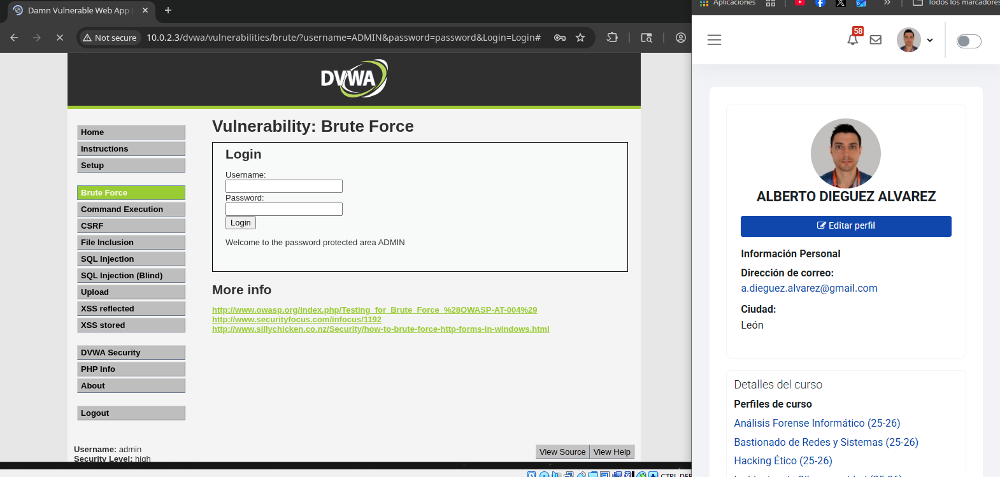 Damn Vulnerable Web App (
Not secure
10.0.2.3/dvwa/vulnerabilities/brute/?username=ADMIN&password=password&Login=Login#
DVWA
Home
Instructions
Setup
Brute Force
Command Execution
CSRF
File Inclusion
SQL Injection
SQL Injection (Blind)
Upload
XSS reflected
XSS stored
DVWA Security
PHP Info
About
Logout
Vulnerability: Brute Force
Login
Username:
Password:
Login
Welcome to the password protected area ADMIN
More info
http://www.owasp.org/index.php/Testing_for_Brute_Force_%28OWASP-AT-004%29
http://www.securityfocus.com/infocus/1192
http://www.sillychicken.co.nz/Security/how-to-brute-force-http-forms-in-windows.html
Username: admin
Security Level: high
View Source
View Help
Aplicaciones
Todos los marcadores
58
ALBERTO DIEGUEZ ALVAREZ
Editar perfil
Información Personal
Dirección de correo:
a.dieguez.alvarez@gmail.com
Ciudad:
León
Detalles del curso
Perfiles de curso
Análisis Forense Informático (25-26)
Bastionado de Redes y Sistemas (25-26)
Hacking Ético (25-26)